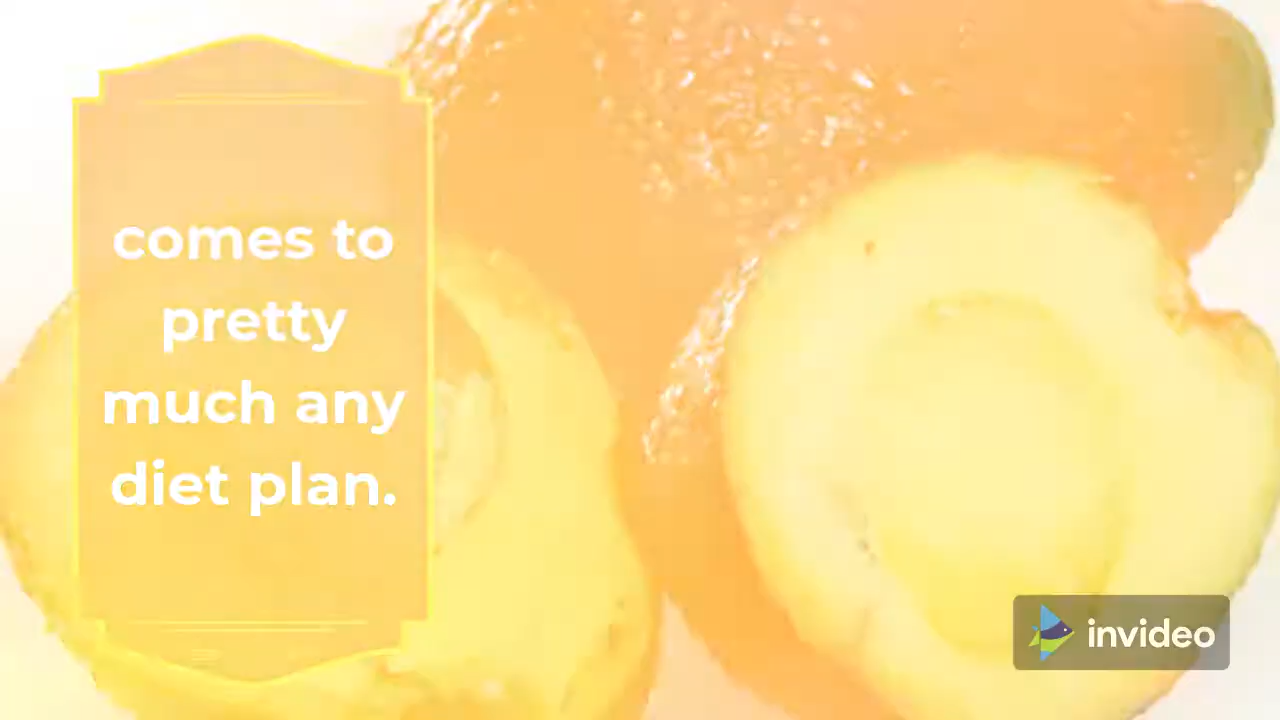 comes to
pretty
much any
diet plan.
invideo